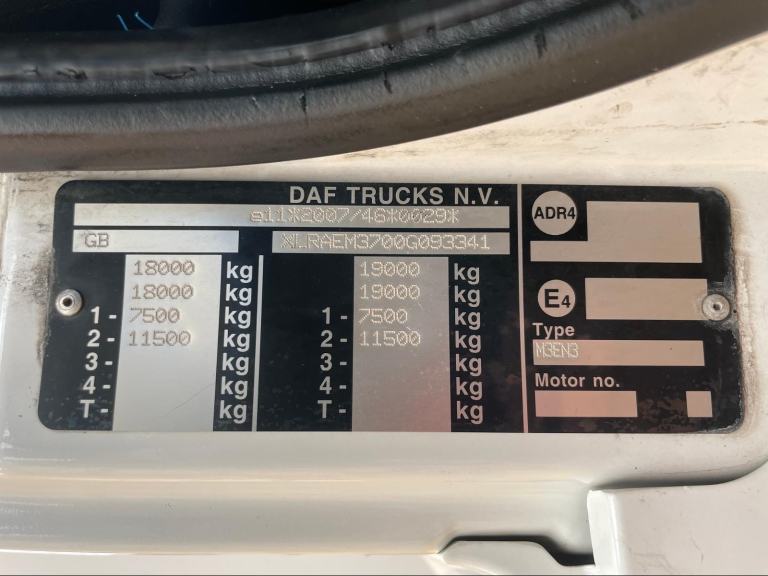 DAF TRUCKS N.V.
e11*2007/46*0029*
GB XLRAEM3700G093341
18000 kg 19000 kg
18000 kg 19000 kg
1- 7500 kg 1- 7500 kg
2- 11500 kg 2- 11500 kg
3- kg 3- kg
4- kg 4- kg
T- kg T- kg
ADR4
E4
Type
M3EN3
Motor no.